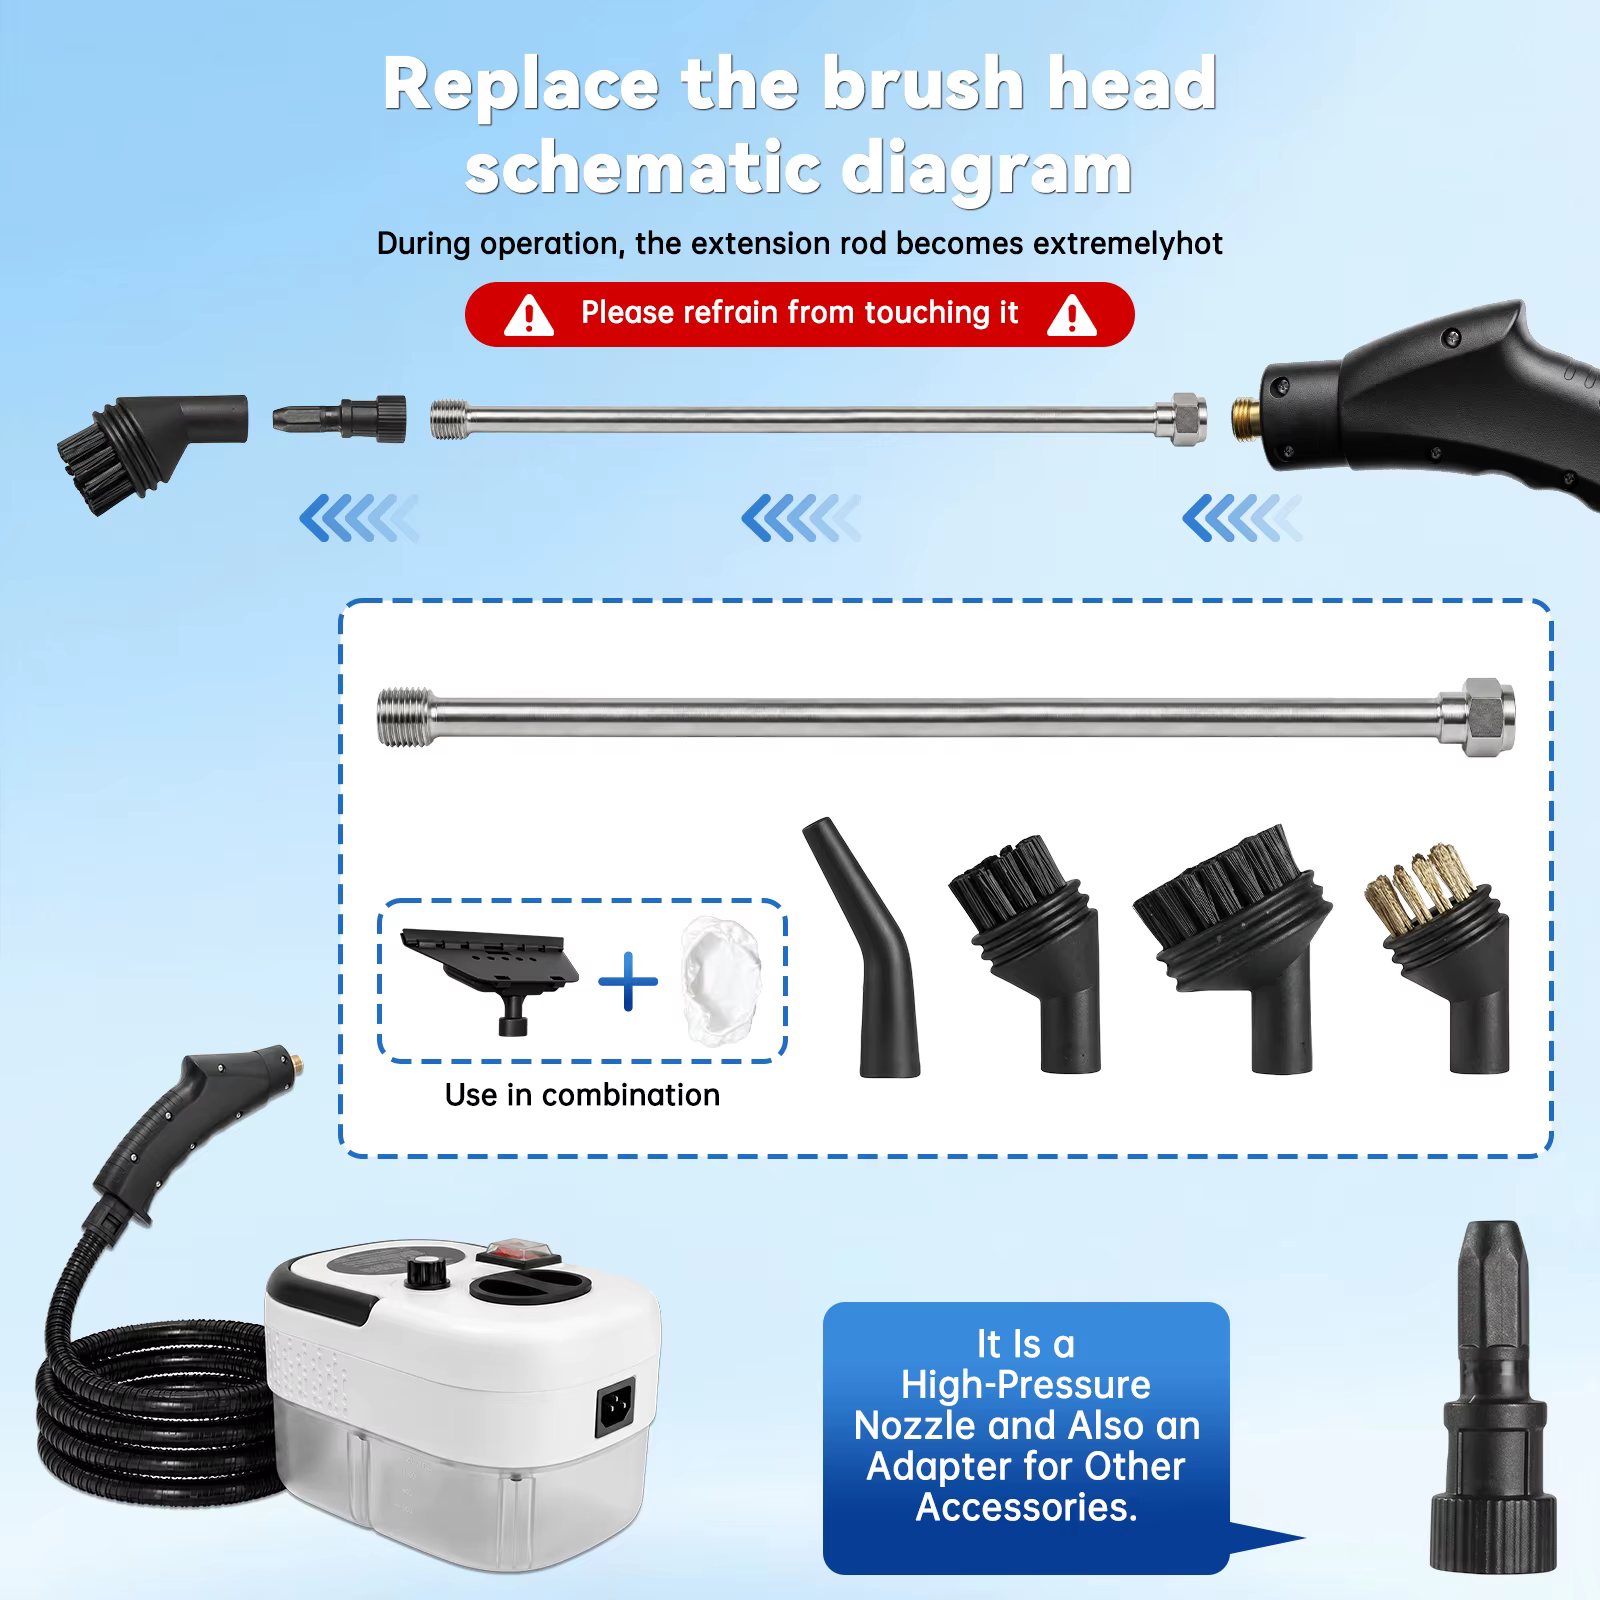 Replace the brush head
schematic diagram
During operation, the extension rod becomes extremelyhot
Please refrain from touching it
Use in combination
It Is a
High-Pressure
Nozzle and Also an
Adapter for Other
Accessories.